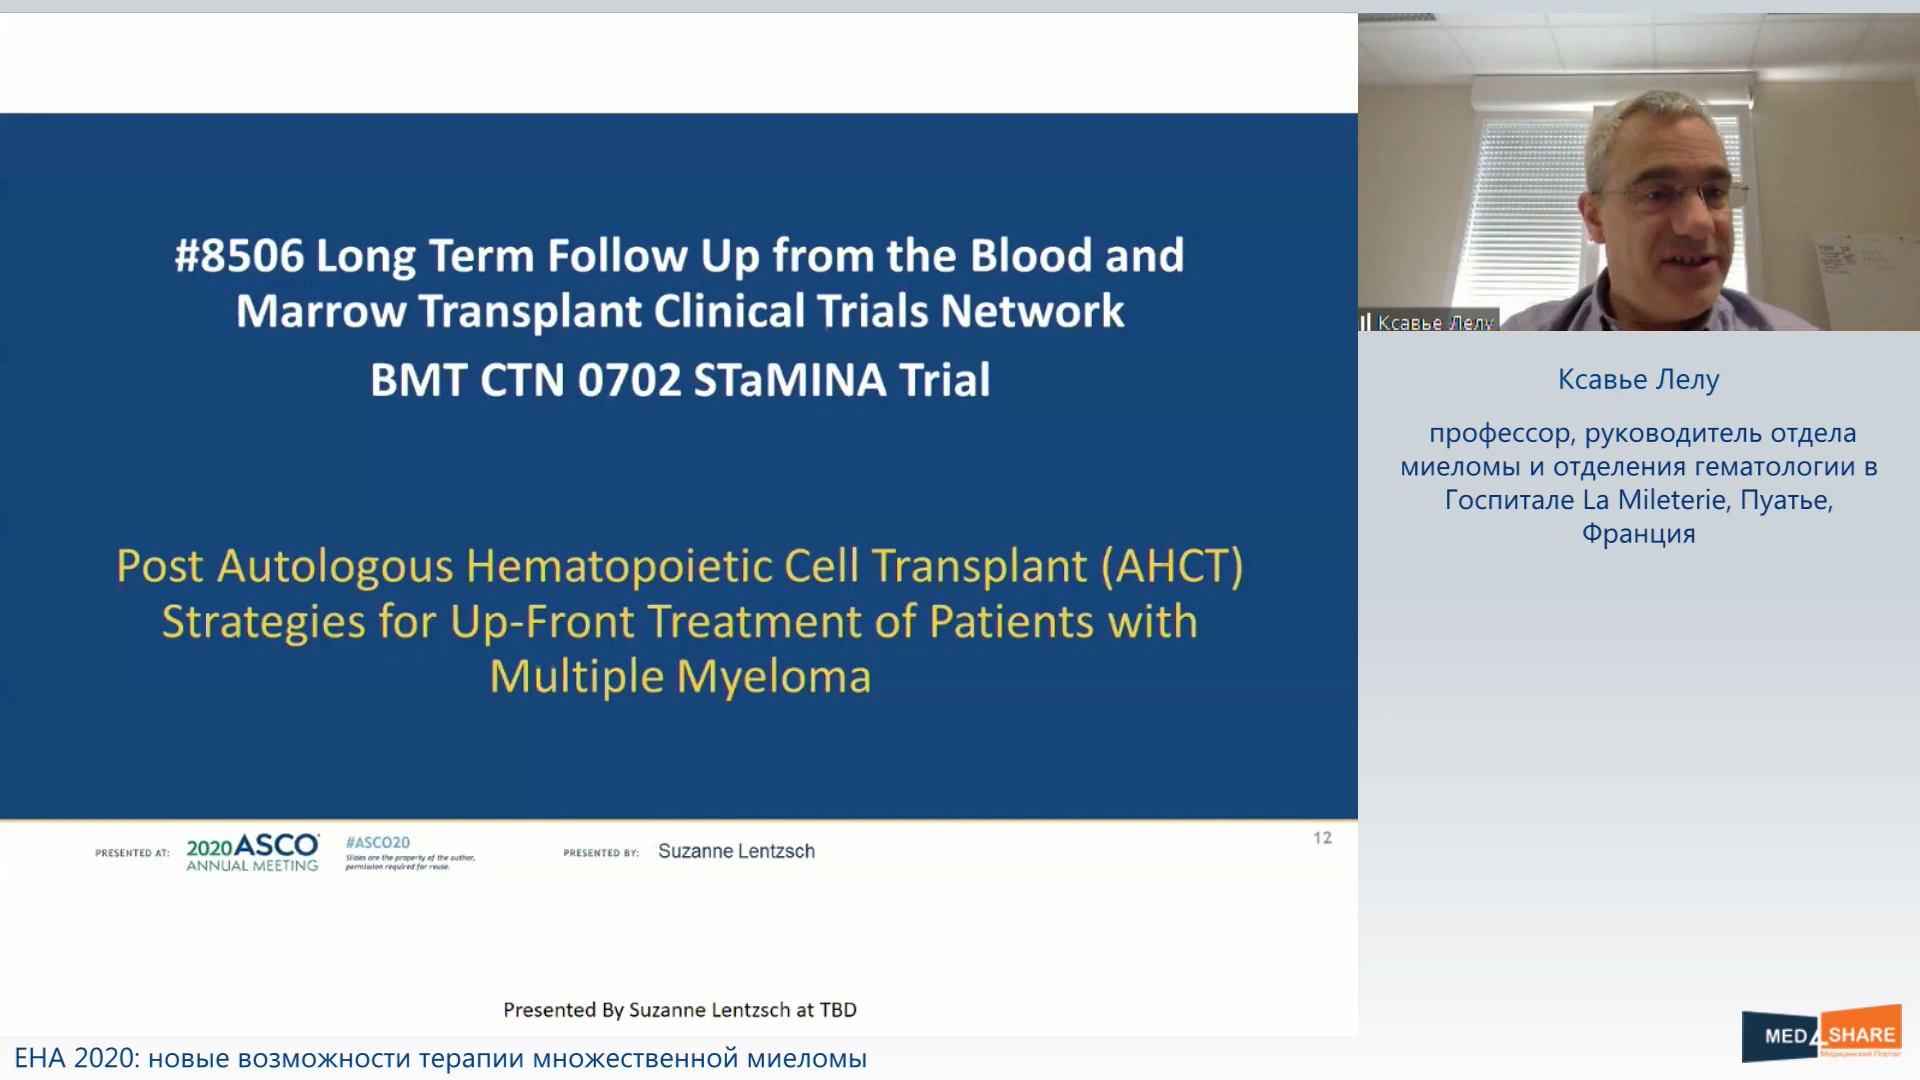 #8506 Long Term Follow Up from the Blood and
Marrow Transplant Clinical Trials Network
BMT CTN 0702 STaMINA Trial
Post Autologous Hematopoietic Cell Transplant (AHCT)
Strategies for Up-Front Treatment of Patients with
Multiple Myeloma
PRESENTED AT:
2020 ASCO
ANNUAL MEETING
#ASCO20
Slides are the property of the author,
permission required for reuse.
PRESENTED BY: Suzanne Lentzsch
12
Presented By Suzanne Lentzsch at TBD
Ксавье Лелу
Ксавье Лелу
профессор, руководитель отдела
миеломы и отделения гематологии в
Госпитале La Mileterie, Пуатье,
Франция
MED4SHARE
Медицинский Портал
EHA 2020: новые возможности терапии множественной миеломы